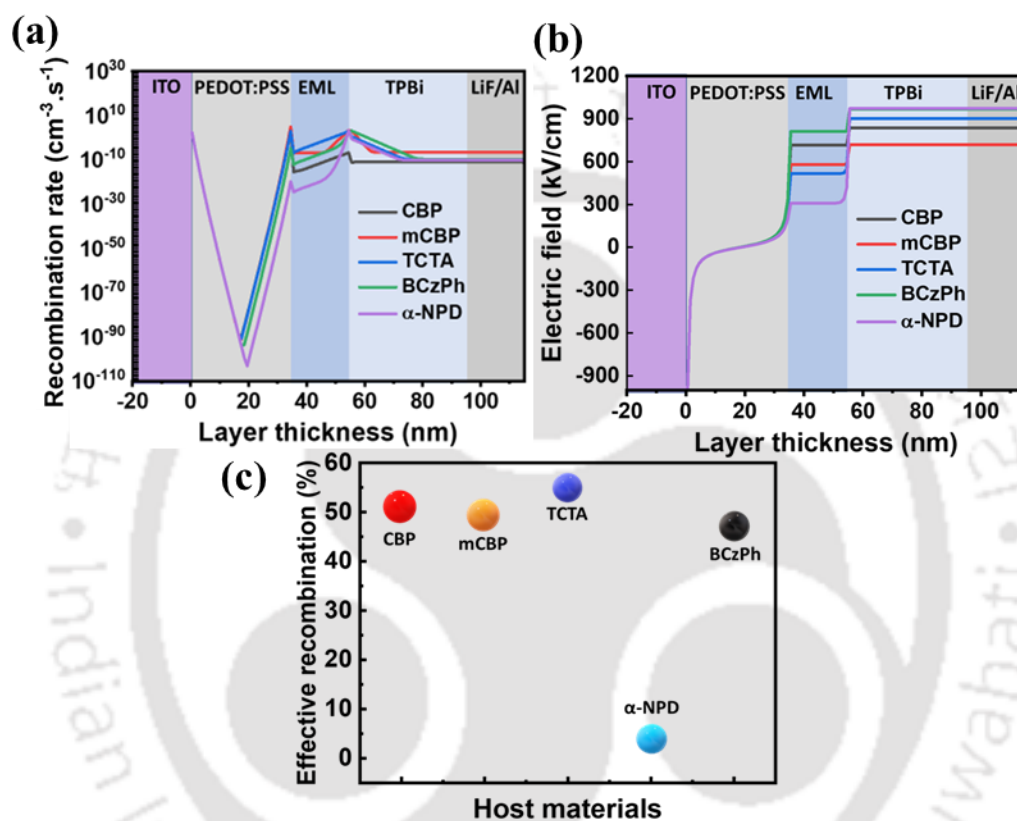 (a)
10^30
10^10
10^-10
10^-30
10^-50
10^-70
10^-90
10^-110
Recombination rate (cm^-3.s^-1)
ITO
PEDOT:PSS
EML
TPBi
LiF/Al
CBP
mCBP
TCTA
BCzPh
α-NPD
-20 0 20 40 60 80 100
Layer thickness (nm)
(b)
1200
900
600
300
0
-300
-600
-900
Electric field (kV/cm)
ITO
PEDOT:PSS
EML
TPBi
LiF/Al
CBP
mCBP
TCTA
BCzPh
α-NPD
-20 0 20 40 60 80 100
Layer thickness (nm)
(c)
60
50
40
30
20
10
0
Effective recombination (%)
CBP
mCBP
TCTA
α-NPD
BCzPh
Host materials
Indian I
wahati